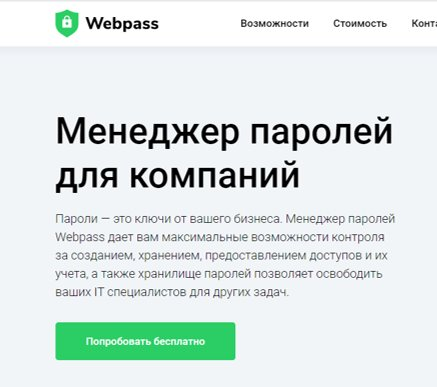 Webpass
Возможности Стоимость
Менеджер паролей
для компаний
Пароли — это ключи от вашего бизнеса. Менеджер паролей
Webpass дает вам максимальные возможности контроля
за созданием, хранением, предоставлением доступов и их
учета, а также хранилище паролей позволяет освободить
ваших IT специалистов для других задач.
Попробовать бесплатно